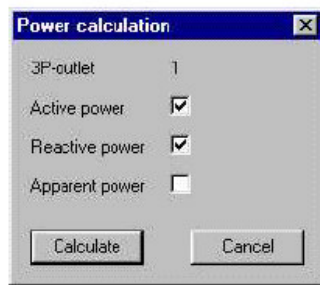 Power calculation
3P-outlet 1
Active power
Reactive power
Apparent power
Calculate Cancel